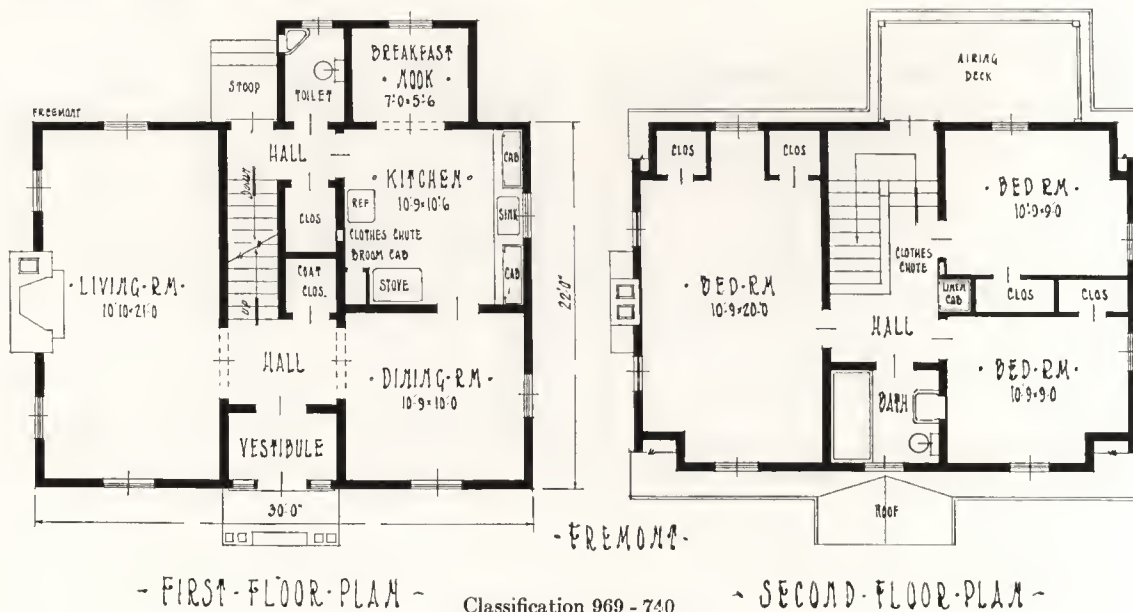 BREAKFAST
NOOK
7'-0×5'-6
STOOP
TOILET
FREEMONT
HALL
KITCHEN
10'-9×10'-6
CAB
SINK
REF
DOWN
CLOS
CLOTHES CHUTE
BROOM CAB
CAB
STOVE
COAT
CLOS.
LIVING-RM
10'-10×21'-0
UP
HALL
DINING-RM
10'-9×10'-0
22'-0"
VESTIBULE
30'-0"
AIRING
DECK
CLOS
CLOS
BED RM
10'-9×9'-0
CLOTHES
CHUTE
BED-RM
10'-9×20'-0
LINEN
CAB
CLOS
CLOS
HALL
BED-RM
10'-9×9'-0
BATH
ROOF
-FREMONT-
-FIRST-FLOOR-PLAN-
Classification 969 - 740
-SECOND-FLOOR-PLAN-